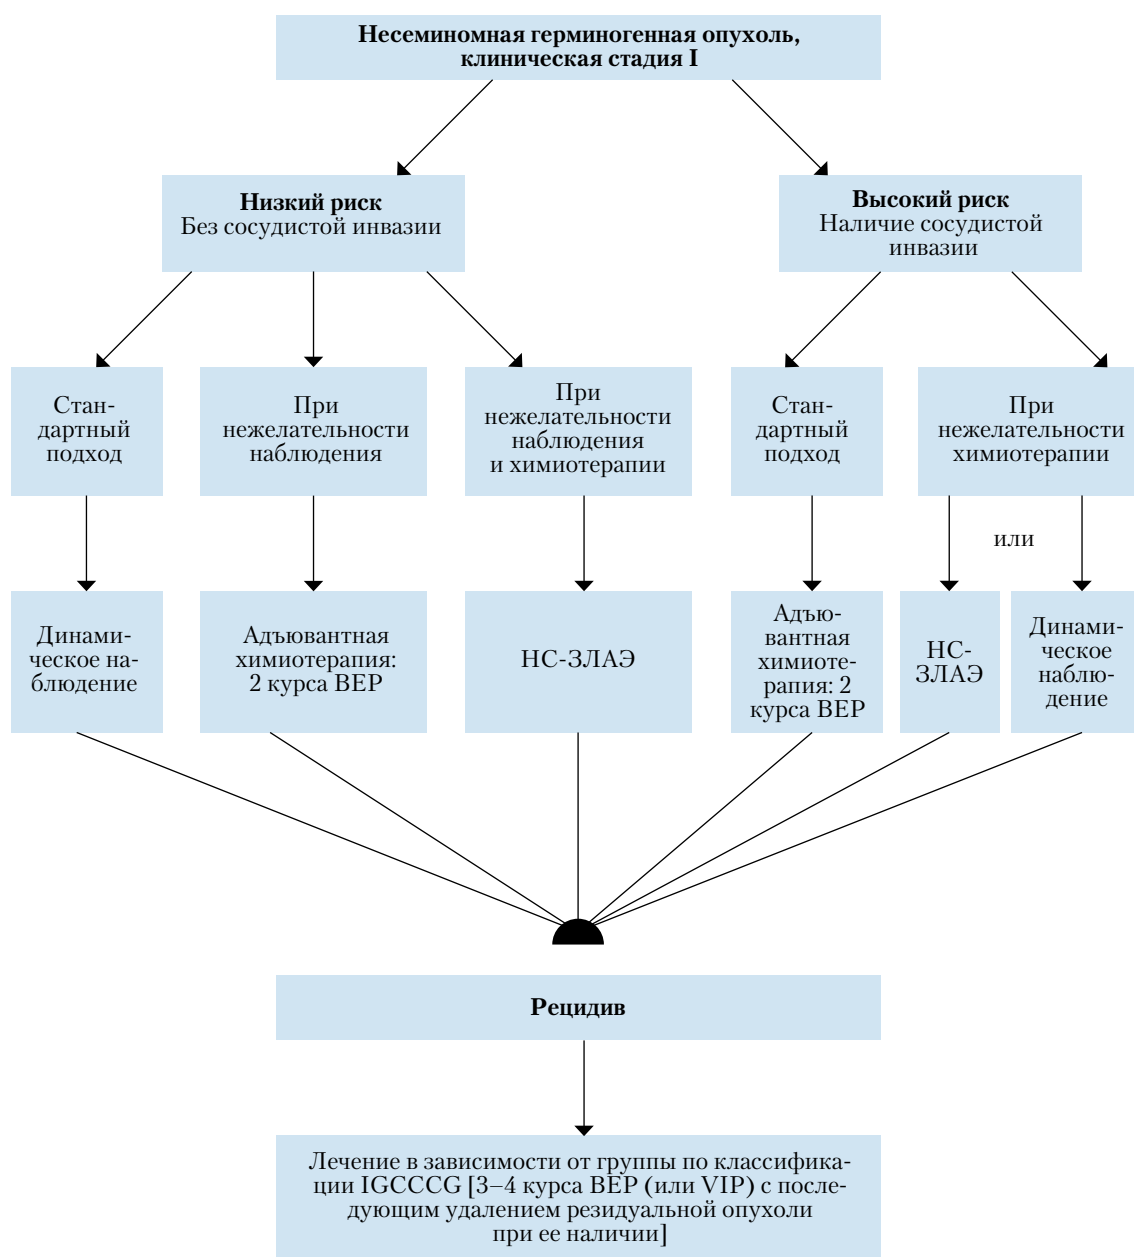 Несеминомная герминогенная опухоль,
клиническая стадия I
Низкий риск
Без сосудистой инвазии
Высокий риск
Наличие сосудистой
инвазии
Стан-
дартный
подход
При
нежелательности
наблюдения
При
нежелательности
наблюдения
и химиотерапии
Стан-
дартный
подход
При
нежелательности
химиотерапии
или
Динами-
ческое на-
блюдение
Адъювантная
химиотерапия:
2 курса BEP
НС-ЗЛАЭ
Адъю-
вантная
химиоте-
рапия: 2
курса BEP
НС-
ЗЛАЭ
Динами-
ческое
наблю-
дение
Рецидив
Лечение в зависимости от группы по классифика-
ции IGCCCG [3–4 курса BEP (или VIP) с после-
дующим удалением резидуальной опухоли
при ее наличии]